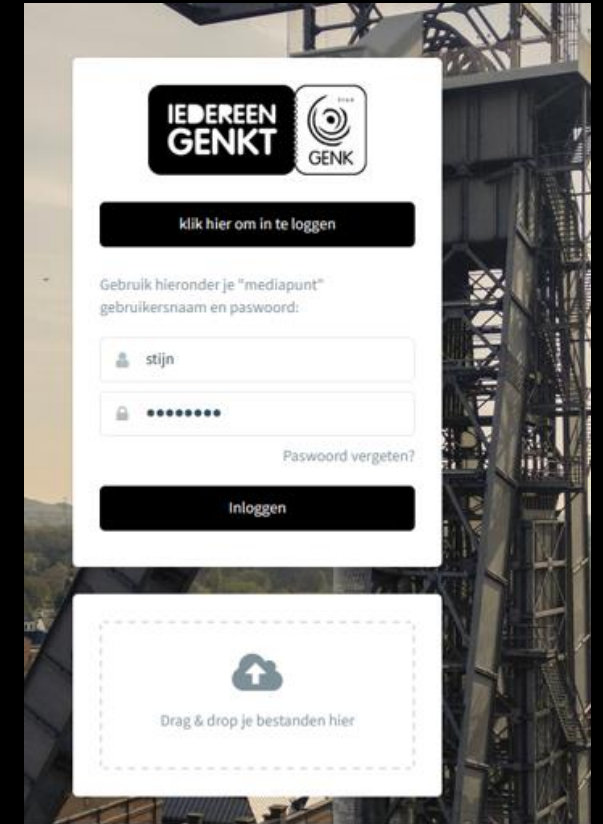 IEDEREEN
GENKT
GENK
klik hier om in te loggen
Gebruik hieronder je "mediapunt"
gebruikersnaam en paswoord:
stijn
Paswoord vergeten?
Inloggen
Drag & drop je bestanden hier